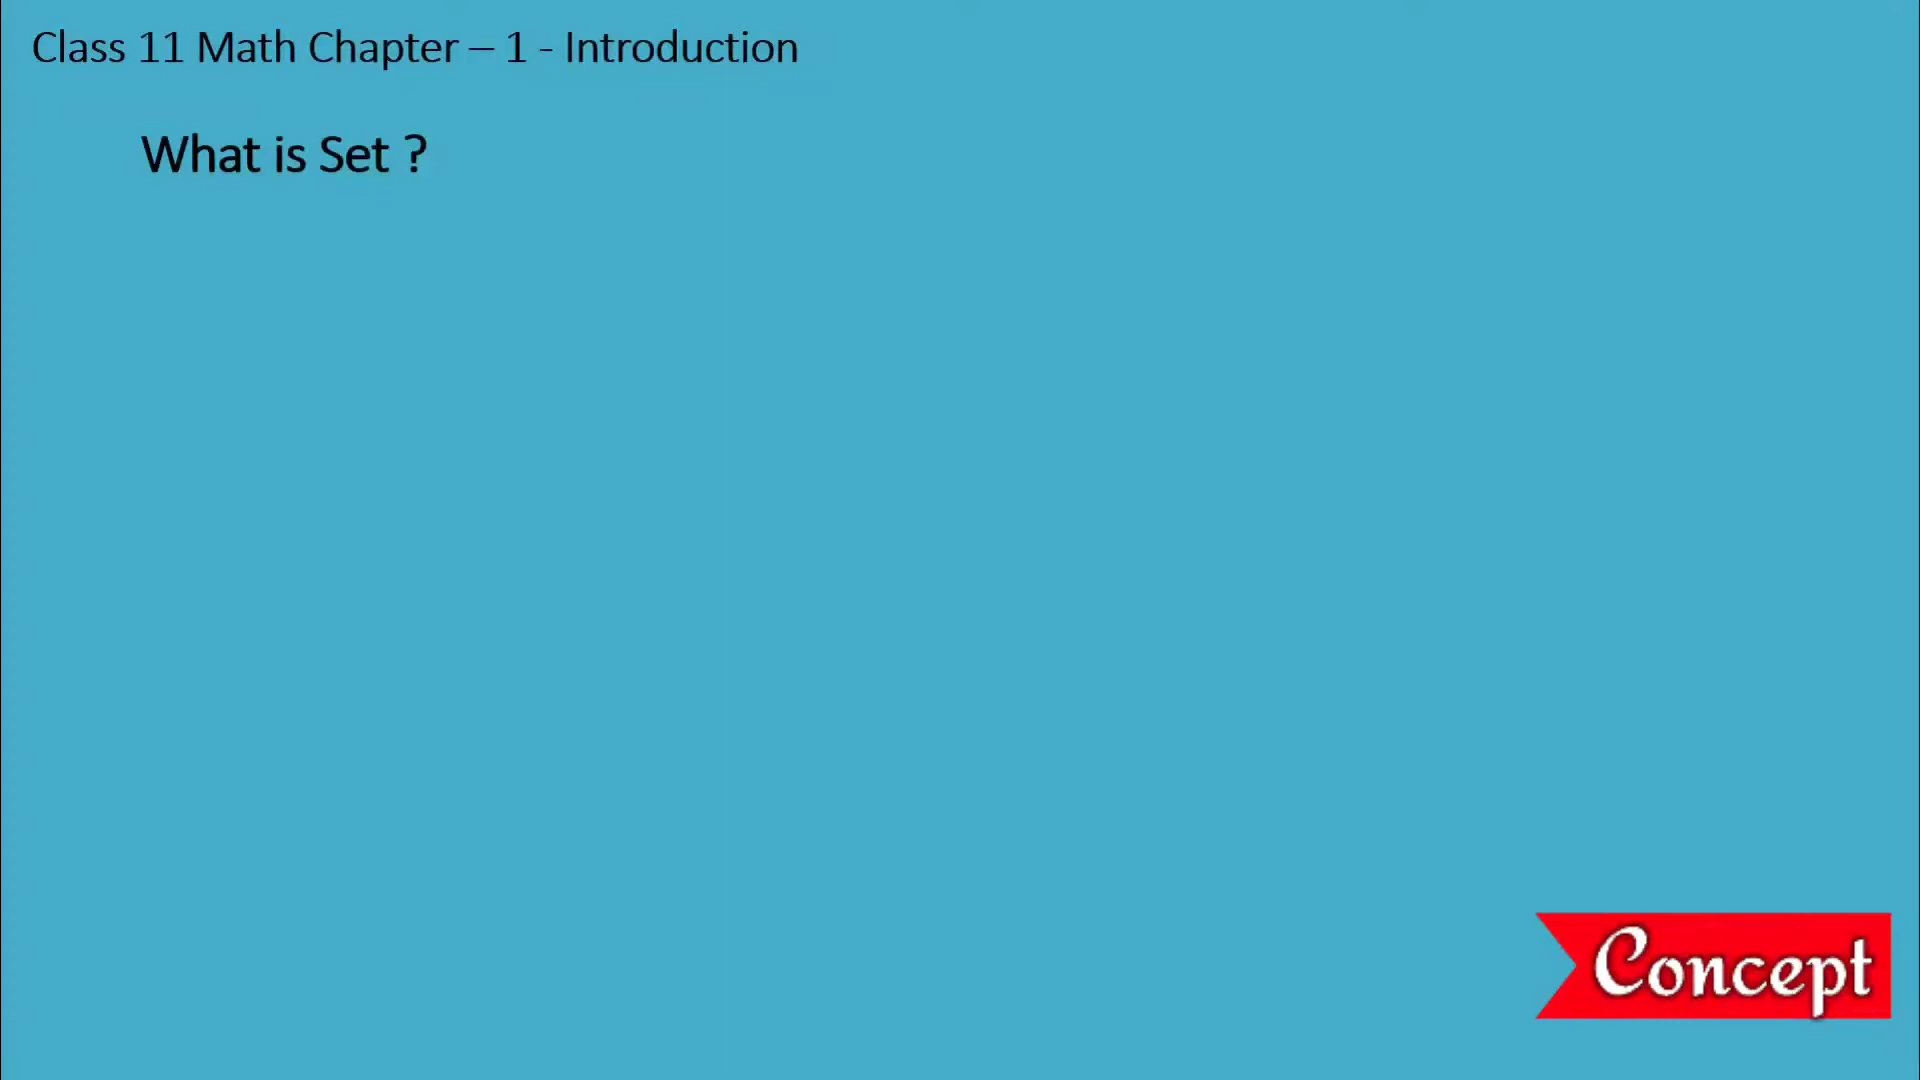 Class 11 Math Chapter – 1 - Introduction
What is Set ?
Concept